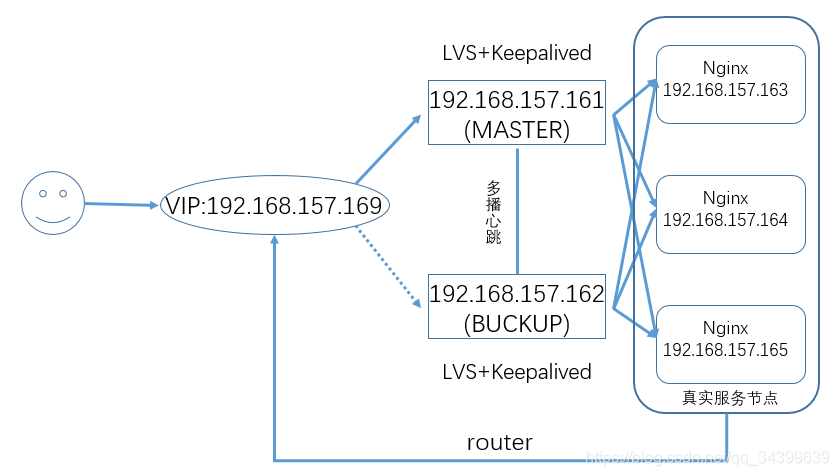 LVS+Keepalived
192.168.157.161
(MASTER)
VIP:192.168.157.169
多播心跳
192.168.157.162
(BUCKUP)
LVS+Keepalived
Nginx
192.168.157.163
Nginx
192.168.157.164
Nginx
192.168.157.165
真实服务节点
router
https://blog.csdn.net/qq_34399639